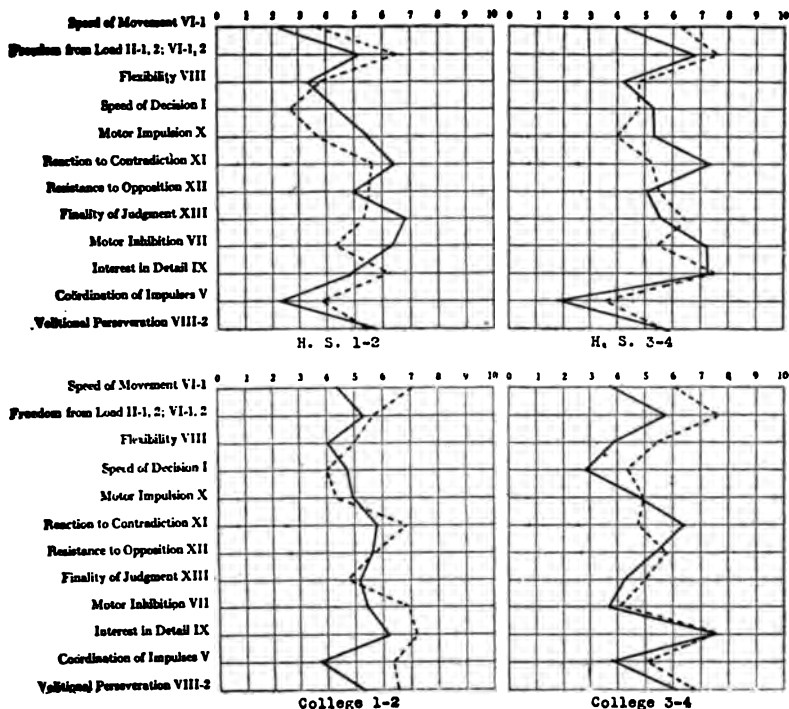 0 1 2 3 4 5 6 7 8 9 10 0 1 2 3 4 5 6 7 8 9 10
Speed of Movement VI-1
Freedom from Load II-1, 2; VI-1, 2
Flexibility VIII
Speed of Decision I
Motor Impulsion X
Reaction to Contradiction XI
Resistance to Opposition XII
Finality of Judgment XIII
Motor Inhibition VII
Interest in Detail IX
Coördination of Impulses V
Volitional Perseveration VIII-2
H. S. 1-2 H. S. 3-4
0 1 2 3 4 5 6 7 8 9 10 0 1 2 3 4 5 6 7 8 9 10
Speed of Movement VI-1
Freedom from Load II-1, 2; VI-1, 2
Flexibility VIII
Speed of Decision I
Motor Impulsion X
Reaction to Contradiction XI
Resistance to Opposition XII
Finality of Judgment XIII
Motor Inhibition VII
Interest in Detail IX
Coördination of Impulses V
Volitional Perseveration VIII-2
College 1-2 College 3-4